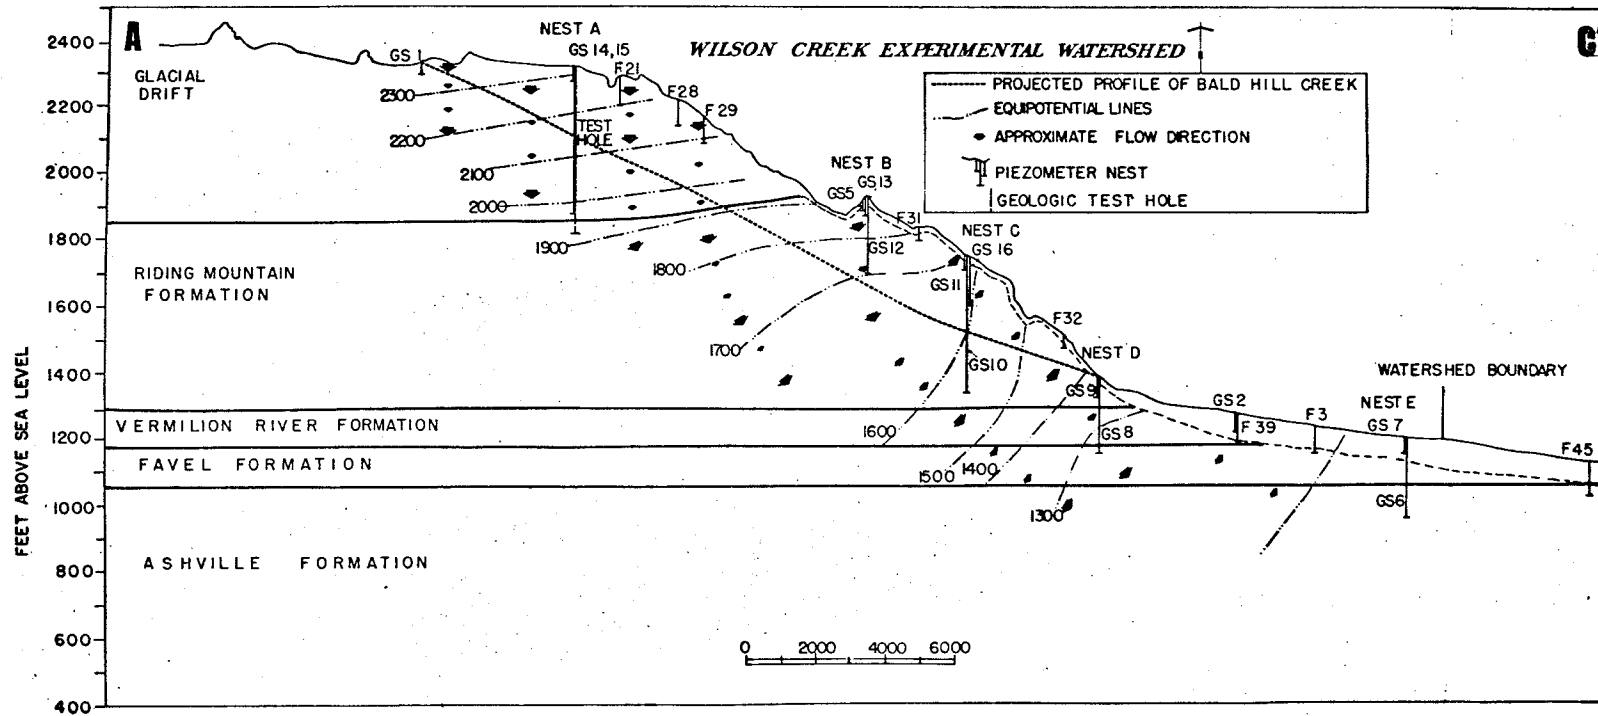 A
C'
WILSON CREEK EXPERIMENTAL WATERSHED
PROJECTED PROFILE OF BALD HILL CREEK
EQUIPOTENTIAL LINES
APPROXIMATE FLOW DIRECTION
PIEZOMETER NEST
GEOLOGIC TEST HOLE
FEET ABOVE SEA LEVEL
2400
2200
2000
1800
1600
1400
1200
1000
800
600
400
GLACIAL
DRIFT
RIDING MOUNTAIN
FORMATION
VERMILION RIVER FORMATION
FAVEL FORMATION
ASHVILLE FORMATION
GS 1
NEST A
GS 14,15
F21
F28
F29
TEST
HOLE
2300
2200
2100
2000
1900
1800
1700
1600
1500
1400
1300
NEST B
GS13
GS5
GS12
F31
NEST C
GS 16
GS11
GS10
F32
NEST D
GS9
GS8
GS2
F 39
F3
NEST E
GS 7
GS6
WATERSHED BOUNDARY
F45
0 2000 4000 6000